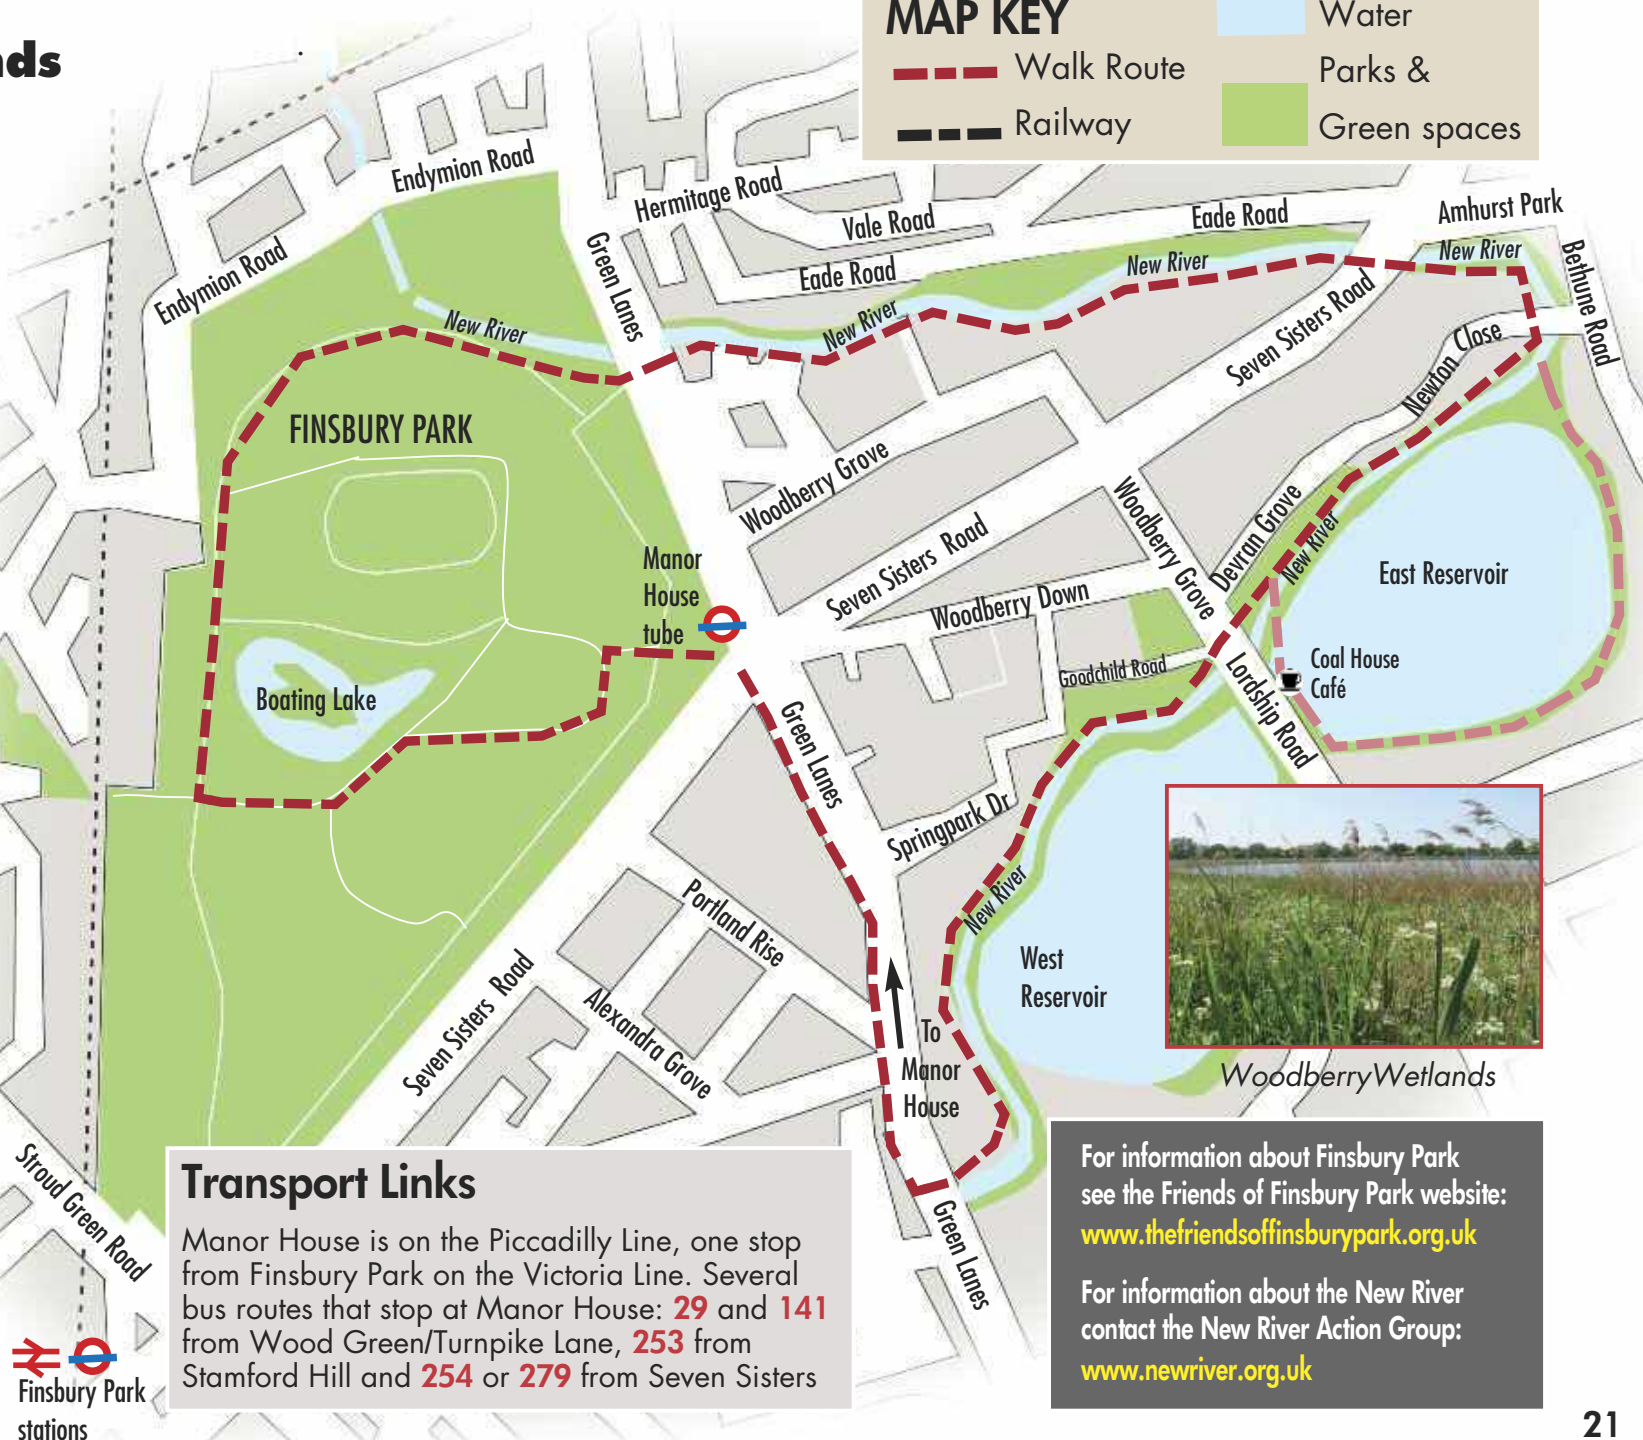 nds
MAP KEY
Walk Route
Railway
Water
Parks &
Green spaces
Endymion Road
Endymion Road
Hermitage Road
Vale Road
Eade Road
Eade Road
Amhurst Park
Bethune Road
Green Lanes
New River
New River
New River
New River
Seven Sisters Road
Newton Close
FINSBURY PARK
Woodberry Grove
Seven Sisters Road
Woodberry Grove
Devran Grove
New River
East Reservoir
Manor
House
tube
Woodberry Down
Goodchild Road
Coal House
Café
Lordship Road
Boating Lake
Green Lanes
Springpark Dr
New River
Portland Rise
West
Reservoir
Seven Sisters Road
Alexandra Grove
To
Manor
House
WoodberryWetlands
Green Lanes
Stroud Green Road
Finsbury Park
stations
Transport Links
Manor House is on the Piccadilly Line, one stop
from Finsbury Park on the Victoria Line. Several
bus routes that stop at Manor House: 29 and 141
from Wood Green/Turnpike Lane, 253 from
Stamford Hill and 254 or 279 from Seven Sisters
For information about Finsbury Park
see the Friends of Finsbury Park website:
www.thefriendsoffinsburypark.org.uk
For information about the New River
contact the New River Action Group:
www.newriver.org.uk
21